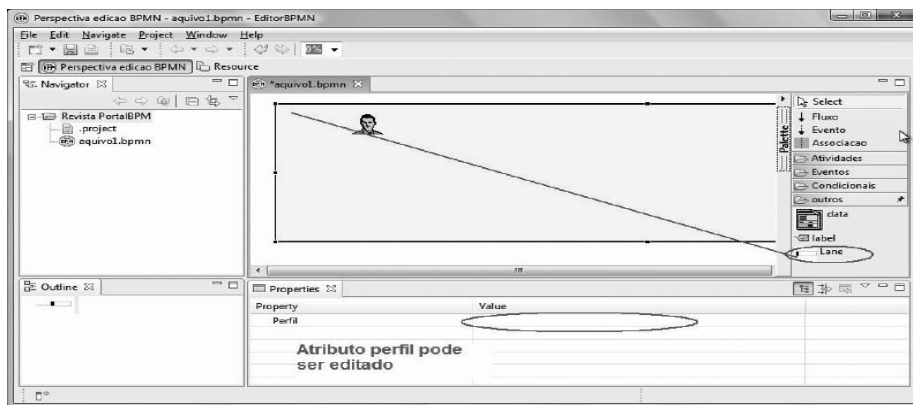 Perspectiva edicao BPMN - aquivo1.bpmn - EditorBPMN
File Edit Navigate Project Window Help
Perspectiva edicao BPMN
Resource
Navigator
Revista PortalBPM
.project
aquivo1.bpmn
*aquivo1.bpmn
Palette
Select
Fluxo
Evento
Associacao
Atividades
Eventos
Condicionais
outros
data
label
Lane
Outline
Properties
Property Value
Perfil
Atributo perfil pode
ser editado